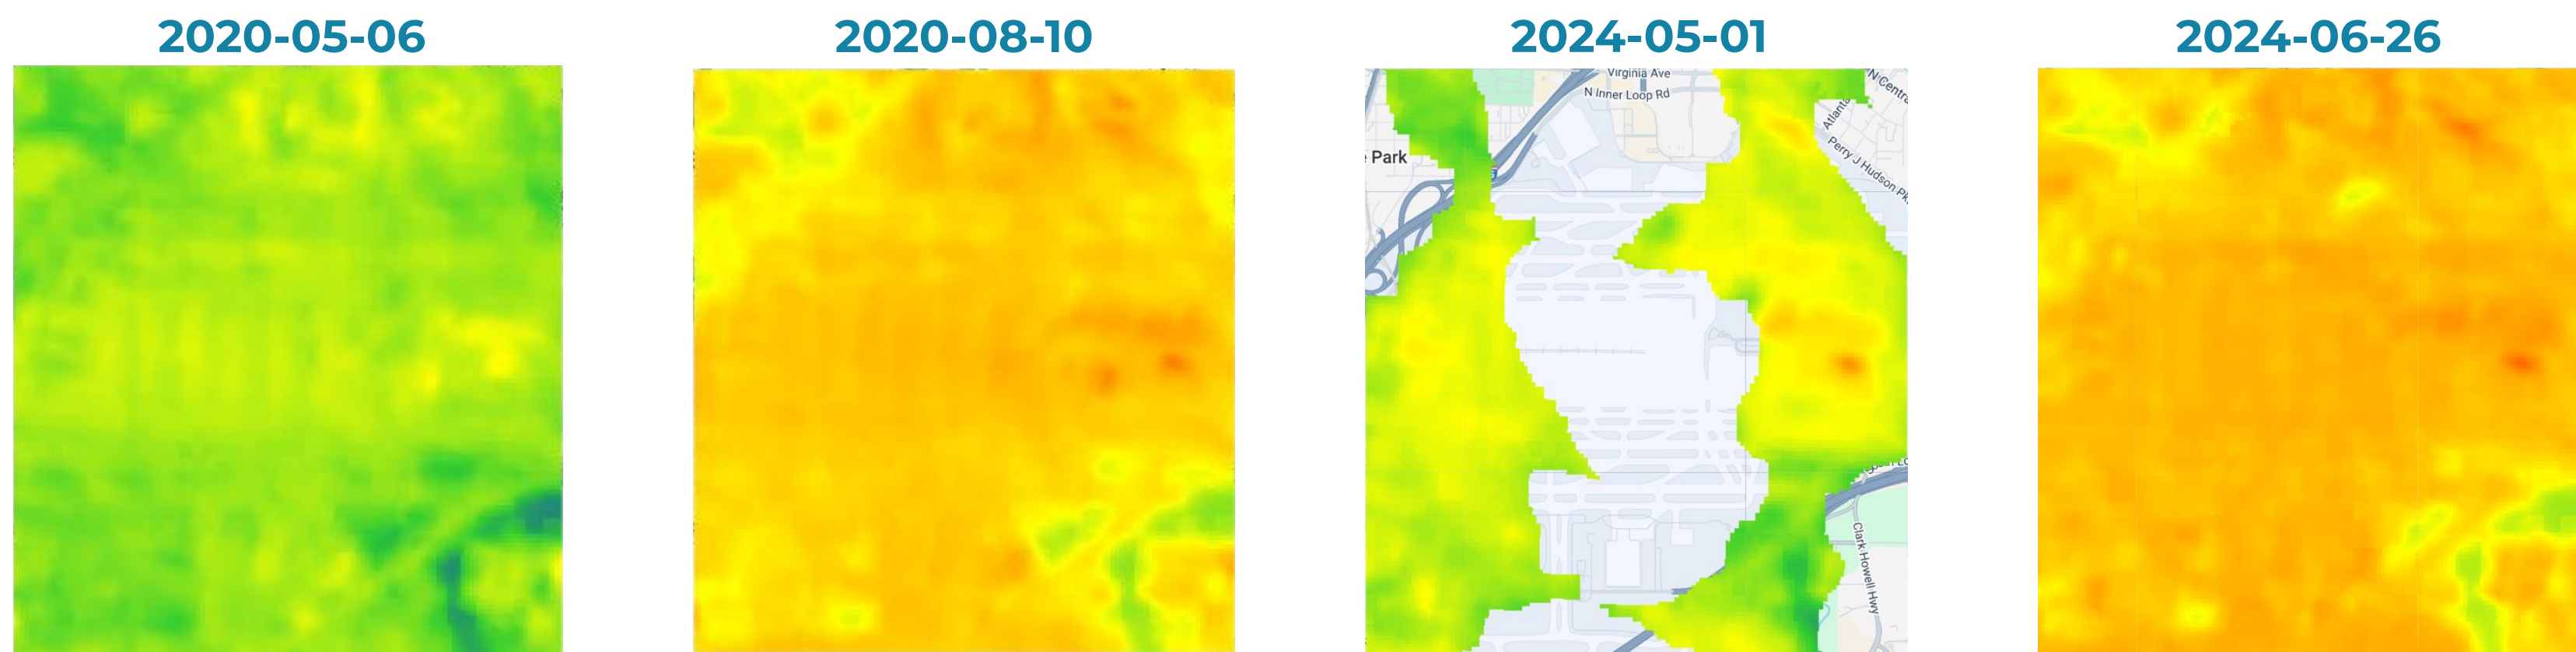 2020-05-06
2020-08-10
2024-05-01
2024-06-26
Virginia Ave
N Inner Loop Rd
Park
N Centr
Atlanta
Perry J Hudson Pk
Clark Howell Hwy